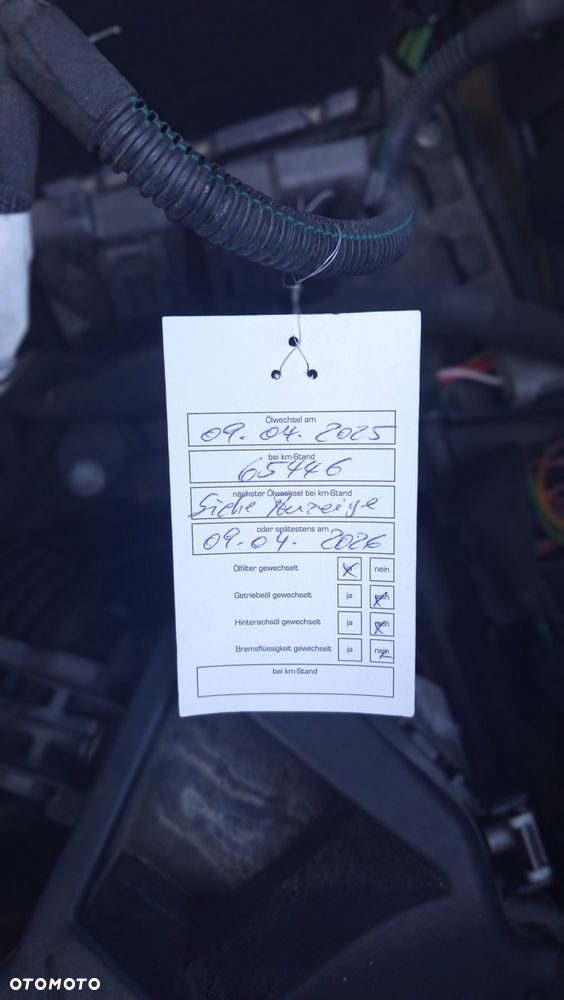 Ölwechsel am
09.04.2025
bei km-Stand
65446
nächster Ölwechsel bei km-Stand
Siehe Anzeige
oder spätestens am
09.04.2026
Ölfilter gewechselt ja nein
Getriebeöl gewechselt ja nein
Hinterachsöl gewechselt ja nein
Bremsflüssigkeit gewechselt ja nein
bei km-Stand
OTOMOTO